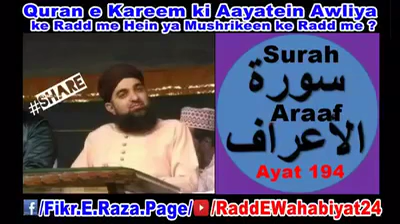 Quran e Kareem ki Aayatein Awliya
ke Radd me Hein ya Mushrikeen ke Radd me ?
#SHARE
Surah
سورة
Araaf
الأعراف
Ayat 194
f/Fikr.E.Raza.Page/ /RaddEWahabiyat24